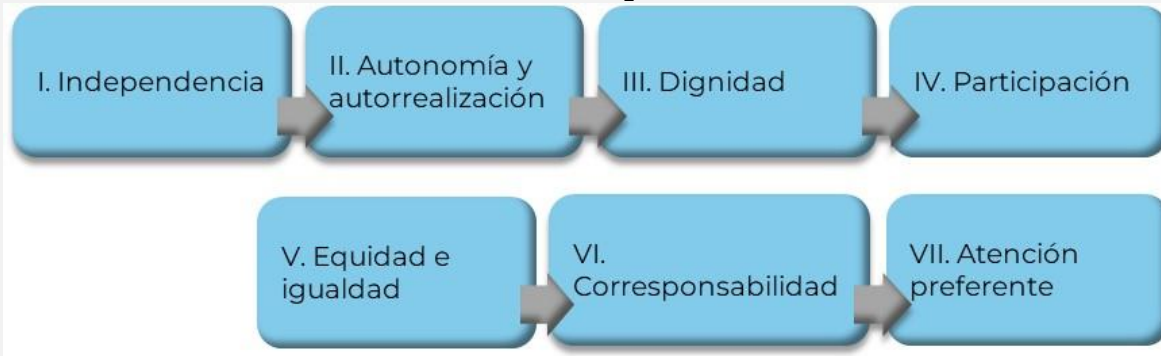 I. Independencia
II. Autonomía y
autorrealización
III. Dignidad
IV. Participación
V. Equidad e
igualdad
VI.
Corresponsabilidad
VII. Atención
preferente